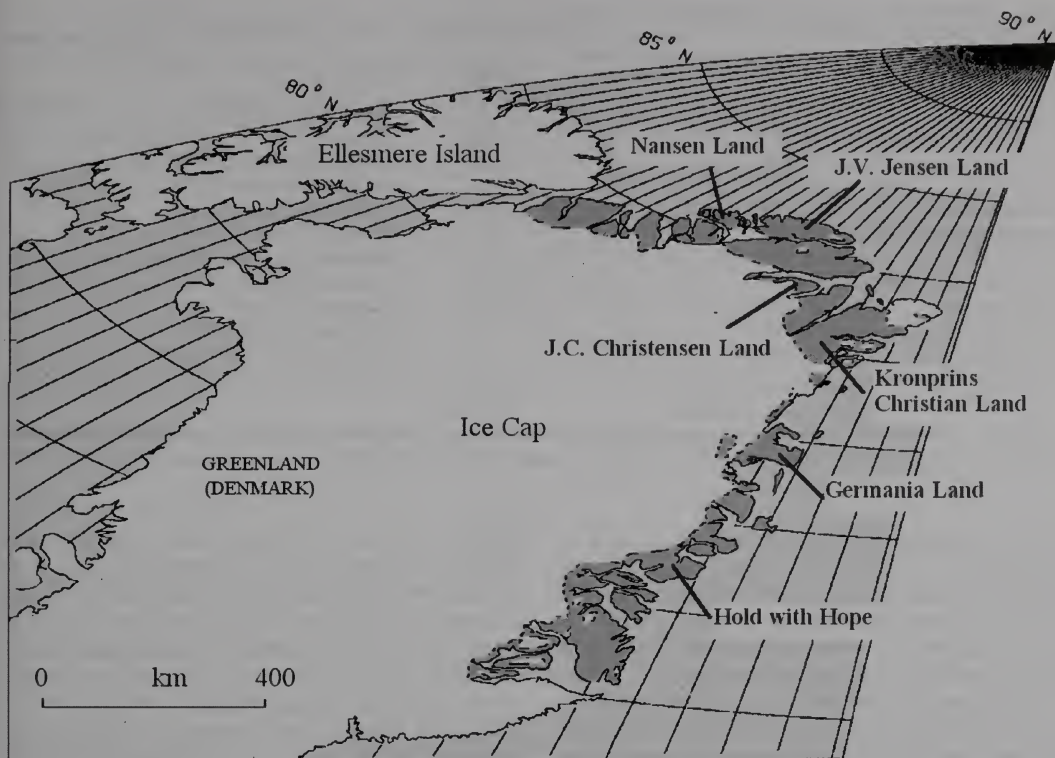 90° N
85° N
80° N
Ellesmere Island
Nansen Land
J.V. Jensen Land
J.C. Christensen Land
Kronprins
Christian Land
Ice Cap
GREENLAND
(DENMARK)
Germania Land
Hold with Hope
0 km 400